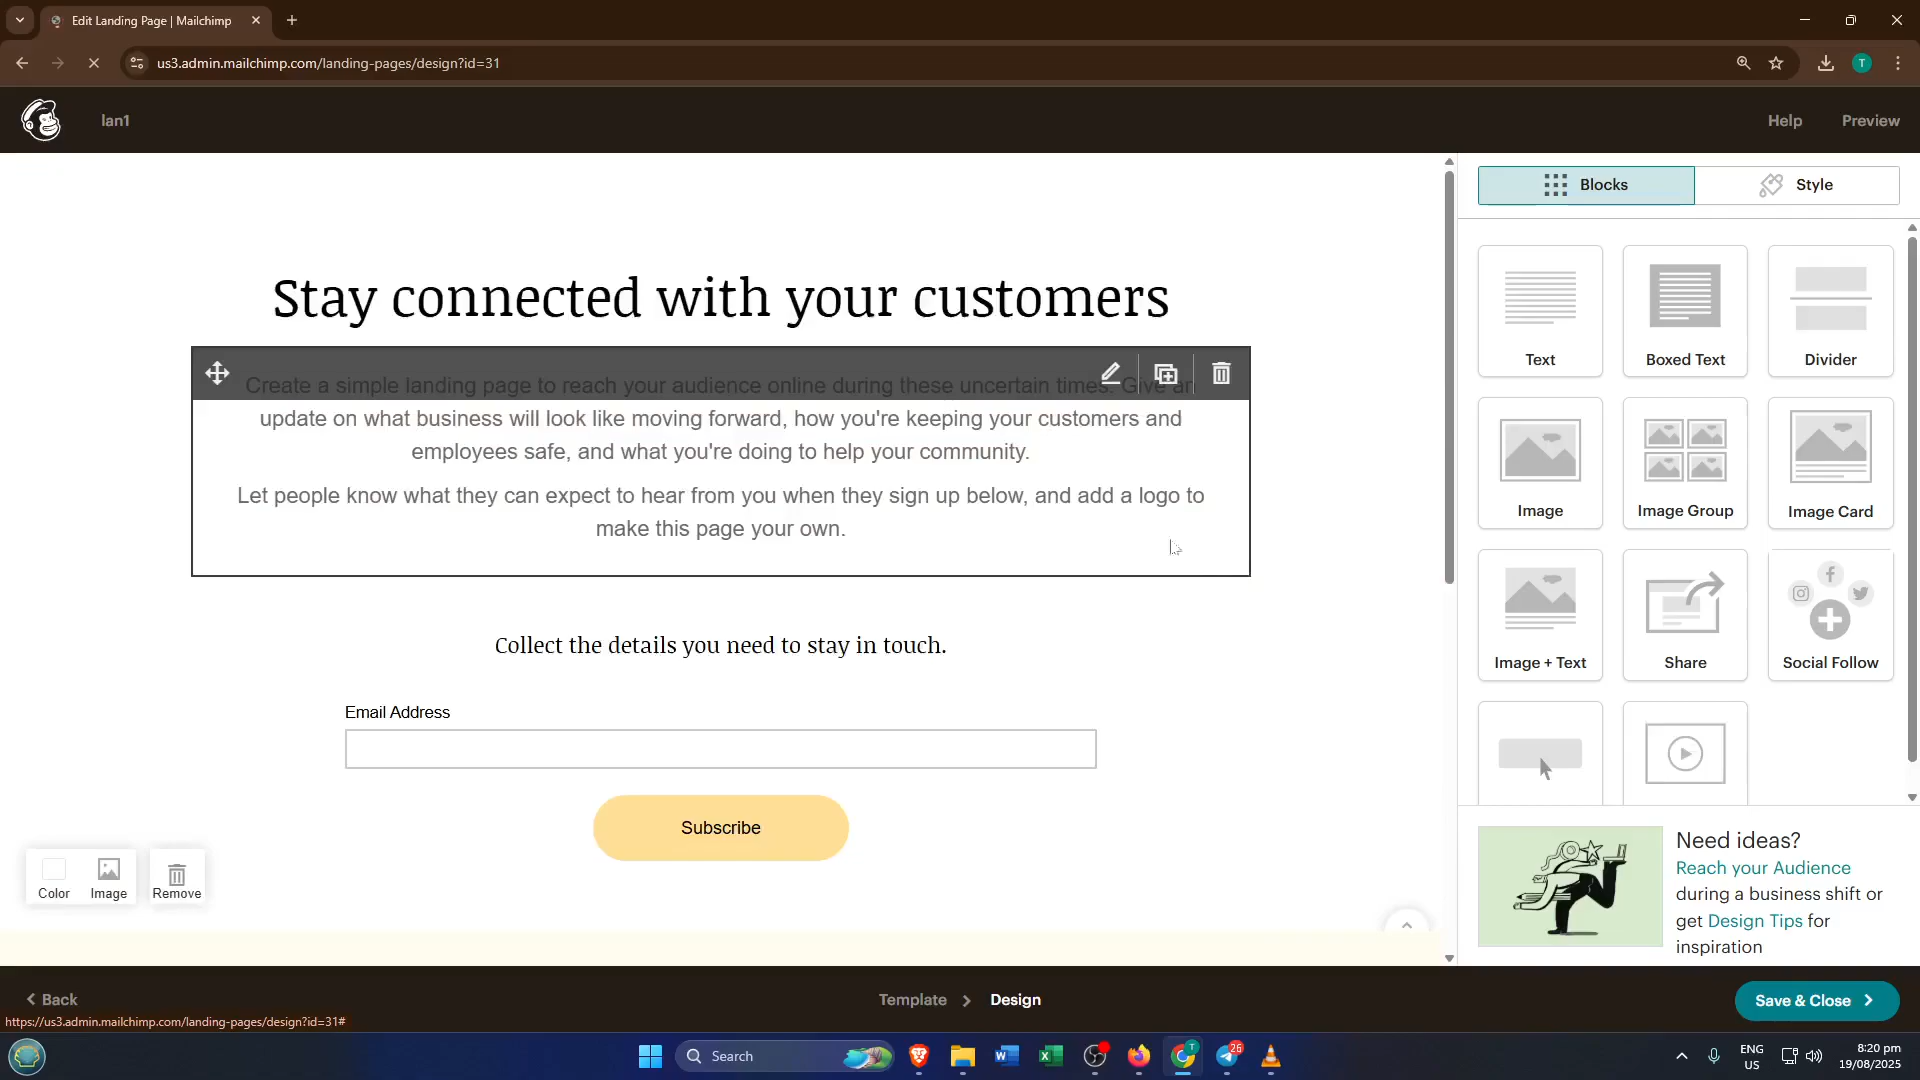 Edit Landing Page | Mailchimp
us3.admin.mailchimp.com/landing-pages/design?id=31
T
lan1
Help
Preview
Blocks
Style
Stay connected with your customers
Create a simple landing page to reach your audience online during these uncertain times. Give an
update on what business will look like moving forward, how you're keeping your customers and
employees safe, and what you're doing to help your community.
Let people know what they can expect to hear from you when they sign up below, and add a logo to
make this page your own.
Collect the details you need to stay in touch.
Email Address
Subscribe
Color
Image
Remove
Text
Boxed Text
Divider
Image
Image Group
Image Card
Image + Text
Share
Social Follow
Need ideas?
Reach your Audience
during a business shift or
get Design Tips for
inspiration
Back
Template
Design
Save & Close
https://us3.admin.mailchimp.com/landing-pages/design?id=31#
Search
T
26
ENG
US
8:20 pm
19/08/2025